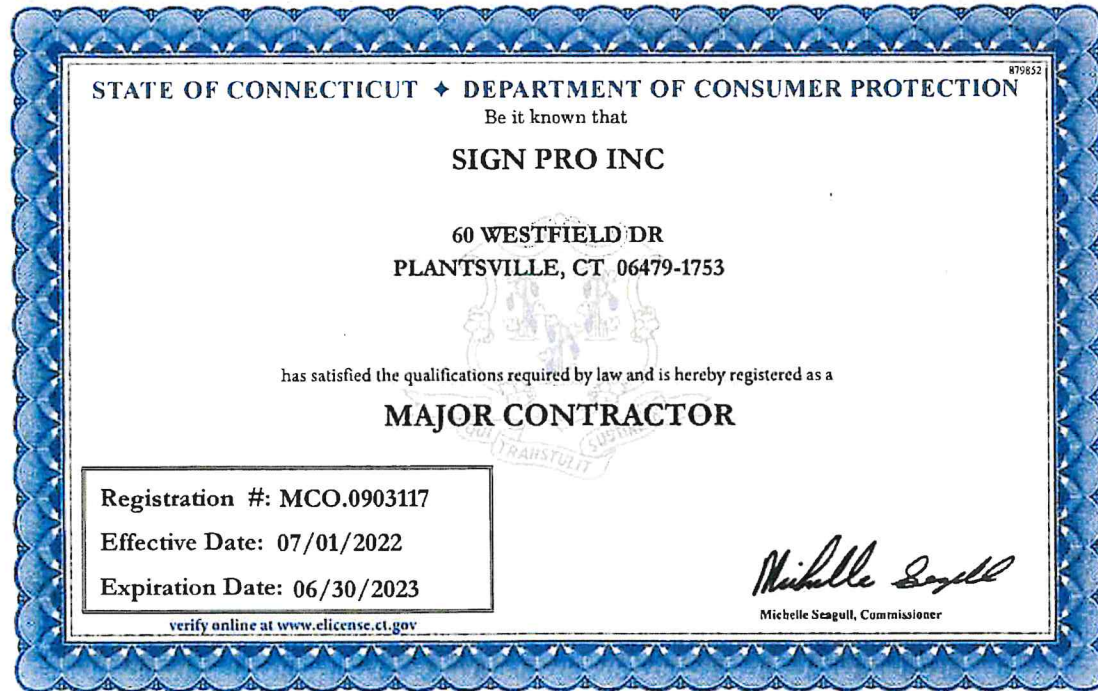 879852
STATE OF CONNECTICUT ✦ DEPARTMENT OF CONSUMER PROTECTION
Be it known that
SIGN PRO INC
60 WESTFIELD DR
PLANTSVILLE, CT 06479-1753
has satisfied the qualifications required by law and is hereby registered as a
MAJOR CONTRACTOR
QUI TRANSTULIT SUSTINET
Registration #: MCO.0903117
Effective Date: 07/01/2022
Expiration Date: 06/30/2023
verify online at www.elicense.ct.gov
Michelle Seagull
Michelle Seagull, Commissioner